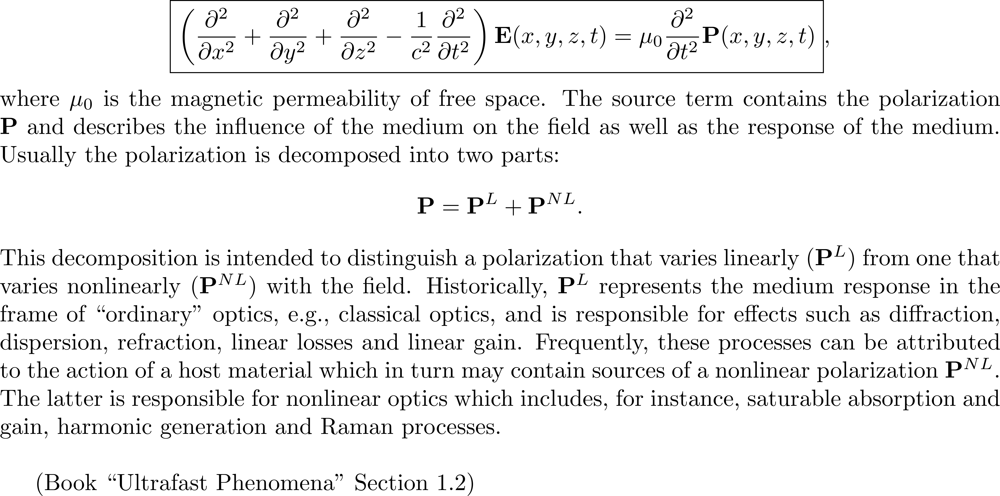 $$\boxed{\left(\frac{\partial^2}{\partial x^2}+\frac{\partial^2}{\partial y^2}+\frac{\partial^2}{\partial z^2}-\frac{1}{c^2}\frac{\partial^2}{\partial t^2}\right)\mathbf{E}(x,y,z,t)=\mu_0\frac{\partial^2}{\partial t^2}\mathbf{P}(x,y,z,t)},$$
where $\mu_0$ is the magnetic permeability of free space. The source term contains the polarization
$\mathbf{P}$ and describes the influence of the medium on the field as well as the response of the medium.
Usually the polarization is decomposed into two parts:
$$\mathbf{P}=\mathbf{P}^L+\mathbf{P}^{NL}.$$
This decomposition is intended to distinguish a polarization that varies linearly ($\mathbf{P}^L$) from one that
varies nonlinearly ($\mathbf{P}^{NL}$) with the field. Historically, $\mathbf{P}^L$ represents the medium response in the
frame of “ordinary” optics, e.g., classical optics, and is responsible for effects such as diffraction,
dispersion, refraction, linear losses and linear gain. Frequently, these processes can be attributed
to the action of a host material which in turn may contain sources of a nonlinear polarization $\mathbf{P}^{NL}$.
The latter is responsible for nonlinear optics which includes, for instance, saturable absorption and
gain, harmonic generation and Raman processes.
(Book “Ultrafast Phenomena” Section 1.2)